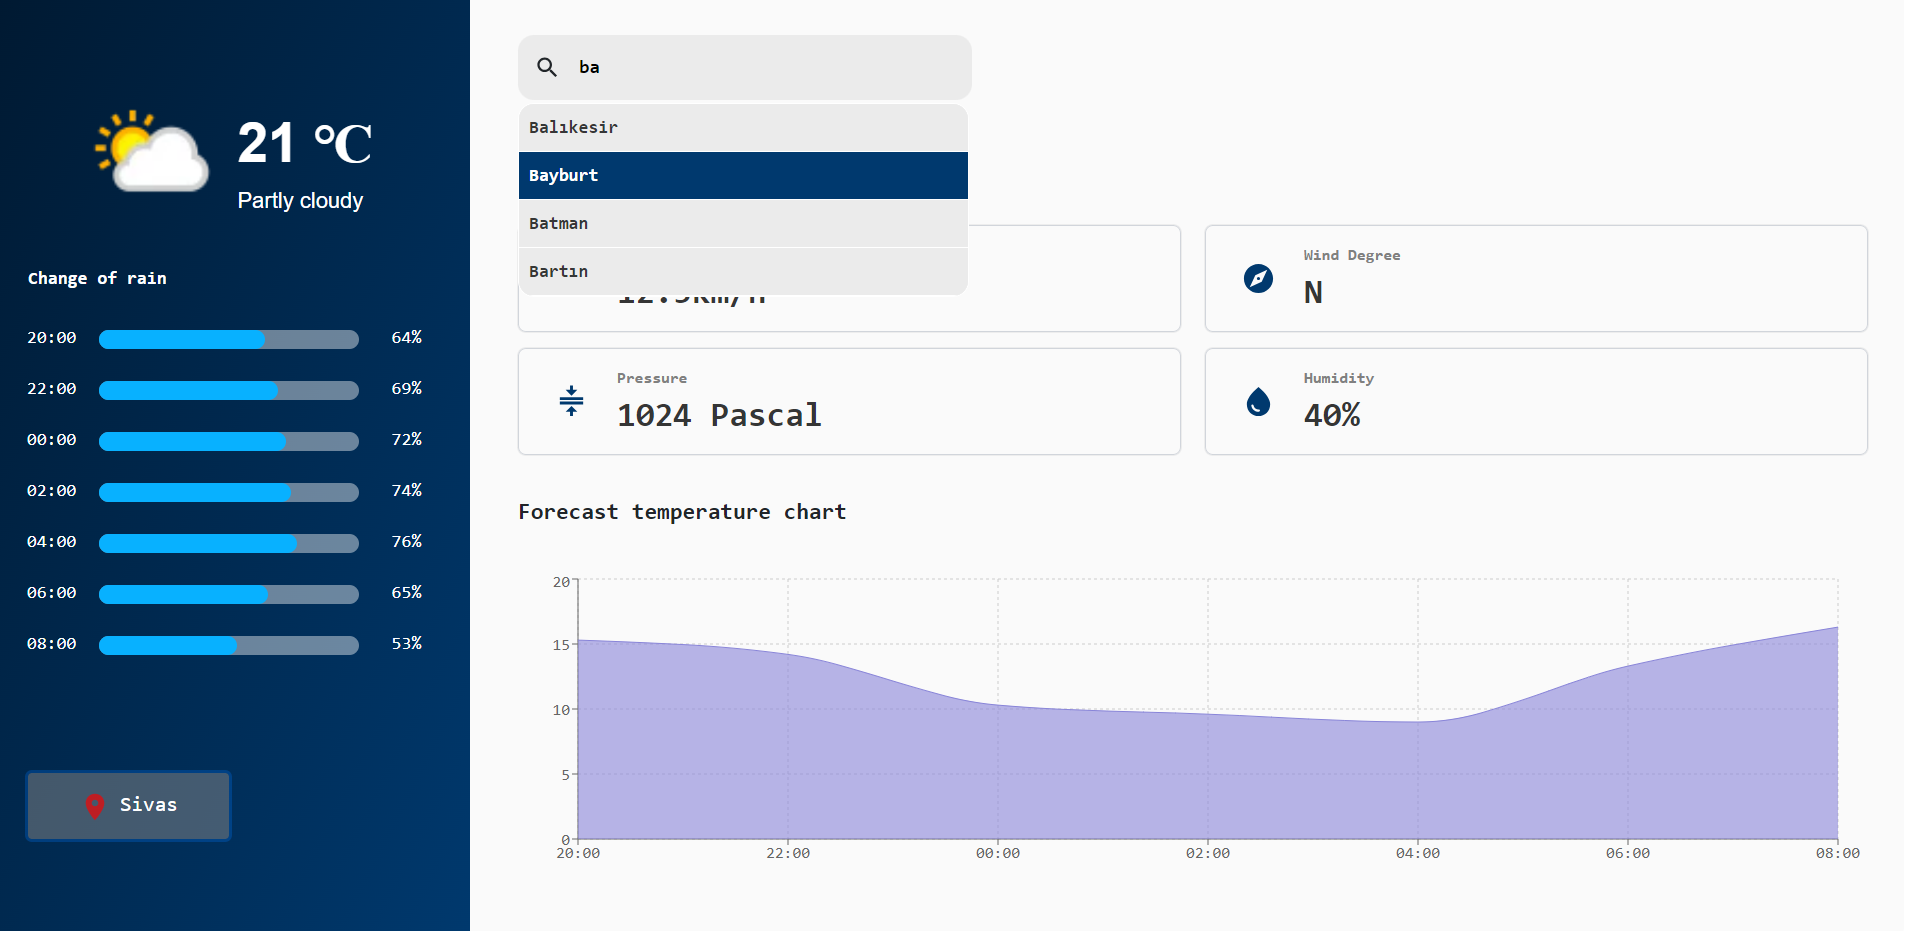 21 °C
Partly cloudy
Change of rain
20:00 64%
22:00 69%
00:00 72%
02:00 74%
04:00 76%
06:00 65%
08:00 53%
Sivas
ba
Balıkesir
Bayburt
Batman
Bartın
Wind Degree
N
Pressure
1024 Pascal
Humidity
40%
Forecast temperature chart
20
15
10
5
0
20:00 22:00 00:00 02:00 04:00 06:00 08:00